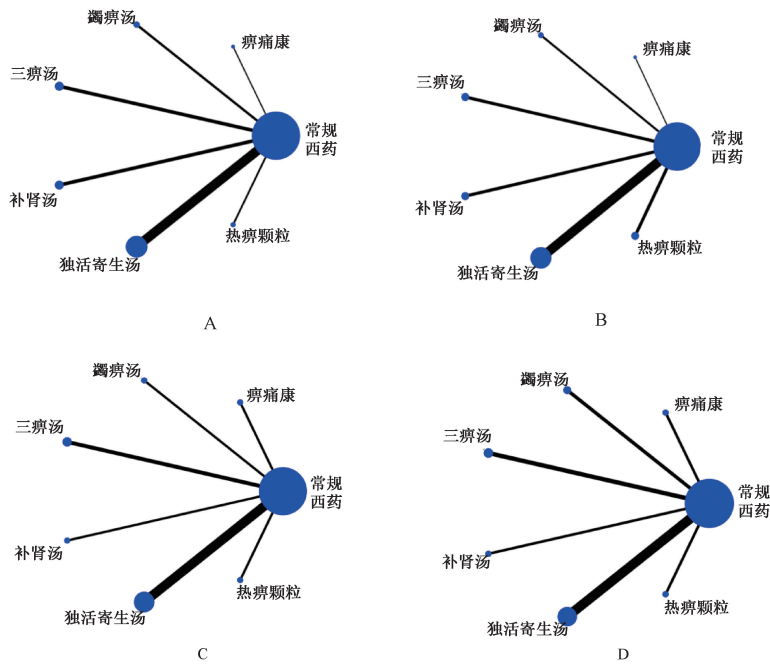 蠲痹汤
痹痛康
三痹汤
常规
西药
补肾汤
热痹颗粒
独活寄生汤
A
蠲痹汤
痹痛康
三痹汤
常规
西药
补肾汤
热痹颗粒
独活寄生汤
B
蠲痹汤
痹痛康
三痹汤
常规
西药
补肾汤
热痹颗粒
独活寄生汤
C
蠲痹汤
痹痛康
三痹汤
常规
西药
补肾汤
热痹颗粒
独活寄生汤
D